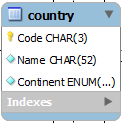 country
Code CHAR(3)
Name CHAR(52)
Continent ENUM(...)
Indexes